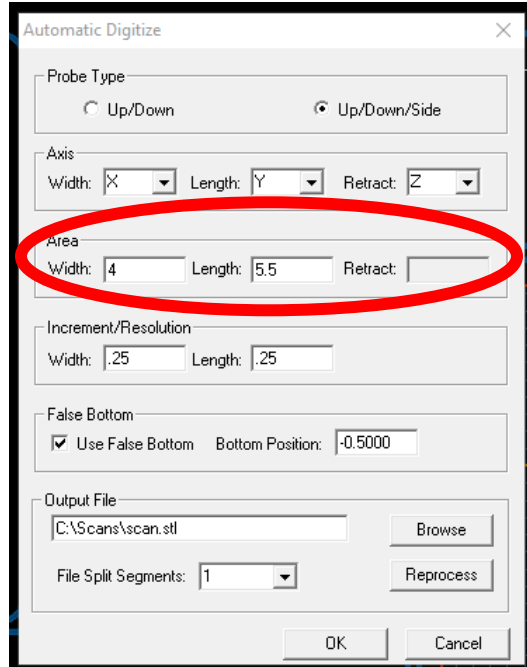 Automatic Digitize
Probe Type
Up/Down Up/Down/Side
Axis
Width: X Length: Y Retract: Z
Area
Width: 4 Length: 5.5 Retract:
Increment/Resolution
Width: .25 Length: .25
False Bottom
Use False Bottom Bottom Position: -0.5000
Output File
C:\Scans\scan.stl Browse
File Split Segments: 1 Reprocess
OK Cancel